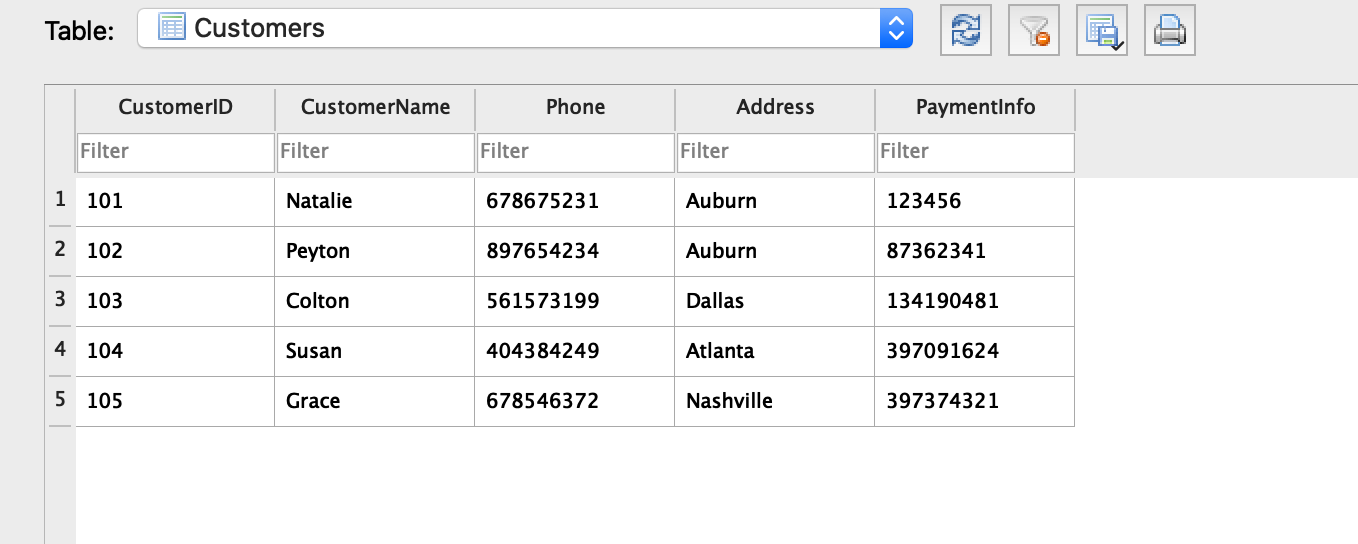 Table: Customers
CustomerID CustomerName Phone Address PaymentInfo
Filter Filter Filter Filter Filter
1 101 Natalie 678675231 Auburn 123456
2 102 Peyton 897654234 Auburn 87362341
3 103 Colton 561573199 Dallas 134190481
4 104 Susan 404384249 Atlanta 397091624
5 105 Grace 678546372 Nashville 397374321